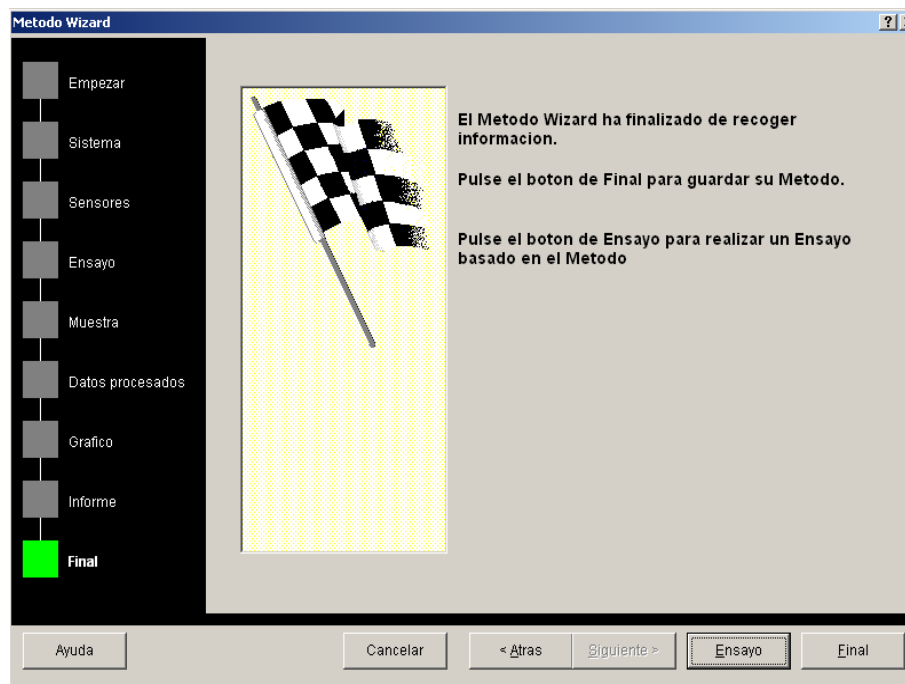 Metodo Wizard
Empezar
Sistema
Sensores
Ensayo
Muestra
Datos procesados
Grafico
Informe
Final
El Metodo Wizard ha finalizado de recoger
informacion.
Pulse el boton de Final para guardar su Metodo.
Pulse el boton de Ensayo para realizar un Ensayo
basado en el Metodo
Ayuda
Cancelar
< Atras
Siguiente >
Ensayo
Final